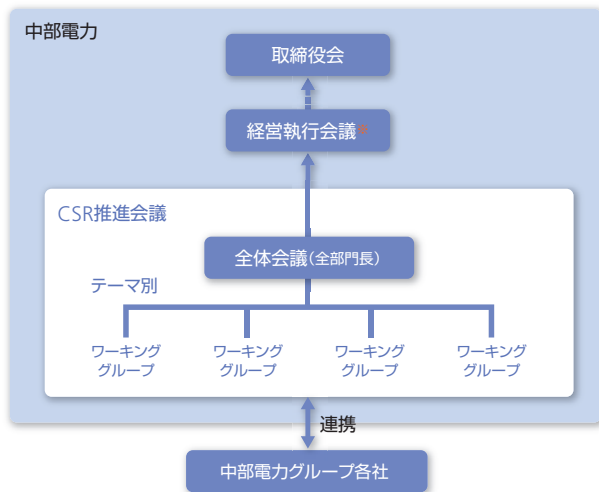 中部電力
取締役会
経営執行会議※
CSR推進会議
全体会議(全部門長)
テーマ別
ワーキング
グループ
ワーキング
グループ
ワーキング
グループ
ワーキング
グループ
連携
中部電力グループ各社